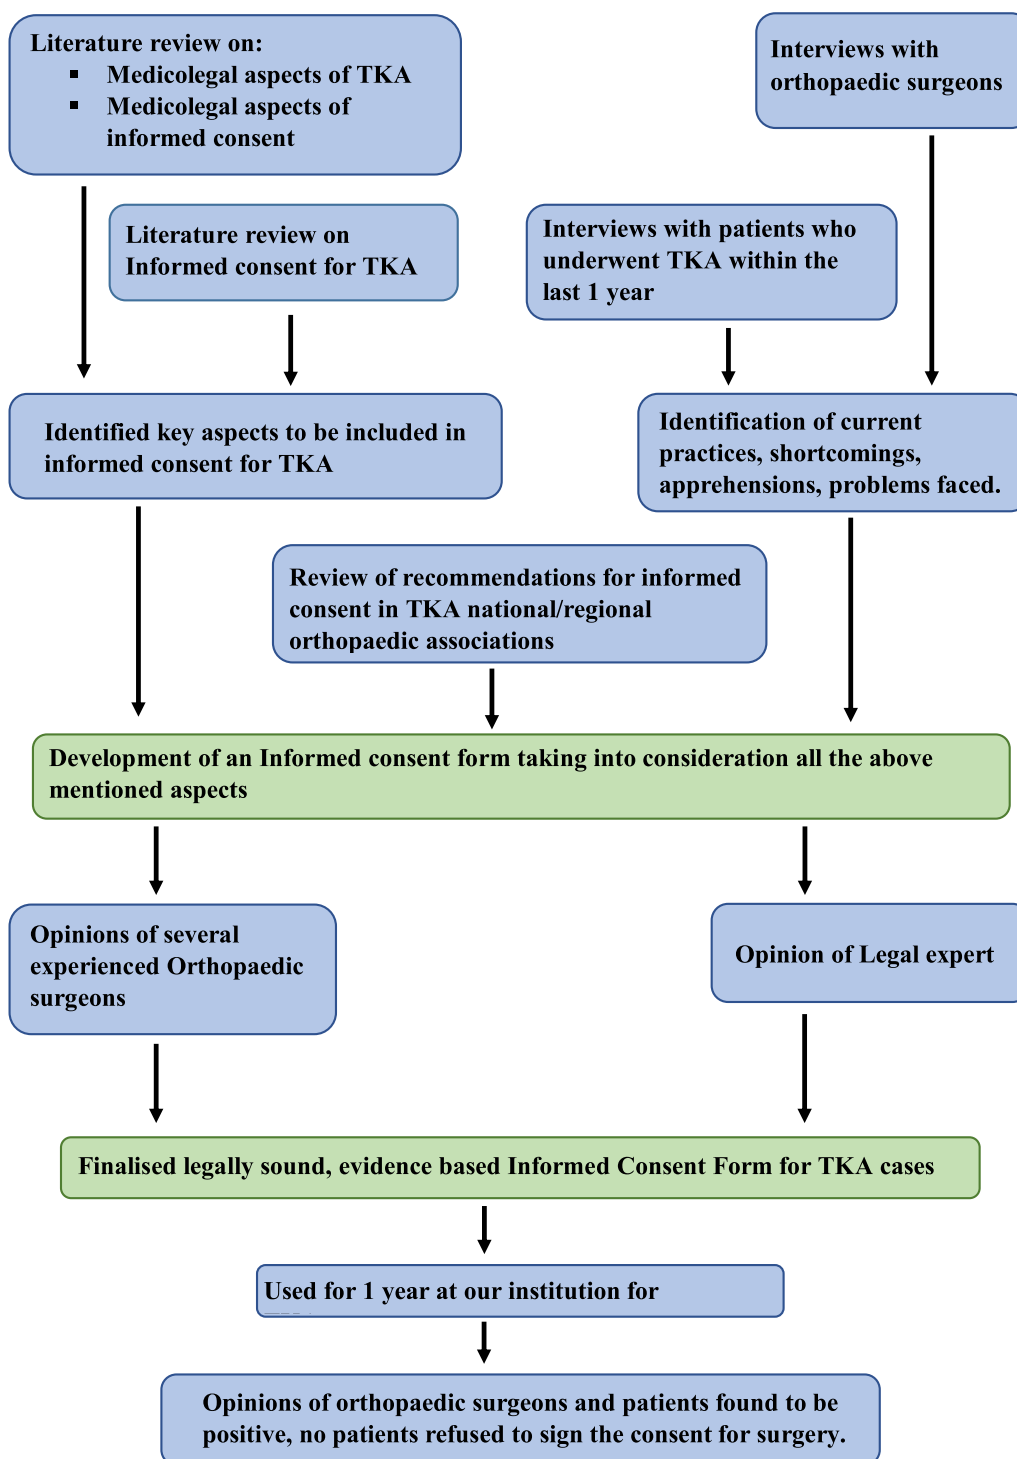 Literature review on:
▪ Medicolegal aspects of TKA
▪ Medicolegal aspects of
informed consent
Interviews with
orthopaedic surgeons
Literature review on
Informed consent for TKA
Interviews with patients who
underwent TKA within the
last 1 year
Identified key aspects to be included in
informed consent for TKA
Identification of current
practices, shortcomings,
apprehensions, problems faced.
Review of recommendations for informed
consent in TKA national/regional
orthopaedic associations
Development of an Informed consent form taking into consideration all the above
mentioned aspects
Opinions of several
experienced Orthopaedic
surgeons
Opinion of Legal expert
Finalised legally sound, evidence based Informed Consent Form for TKA cases
Used for 1 year at our institution for
Opinions of orthopaedic surgeons and patients found to be
positive, no patients refused to sign the consent for surgery.